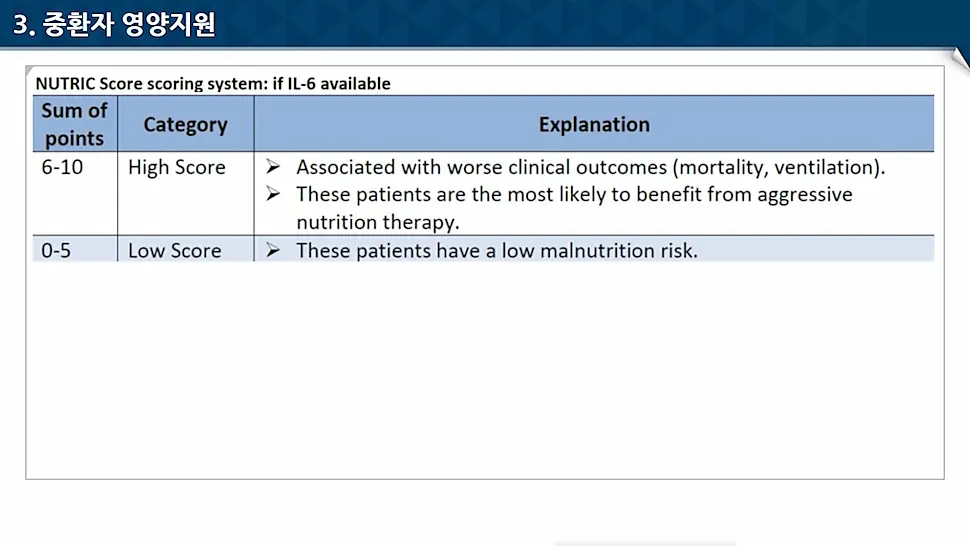 3. 중환자 영양지원
NUTRIC Score scoring system: if IL-6 available
Sum of points Category Explanation
6-10 High Score ➢ Associated with worse clinical outcomes (mortality, ventilation).
➢ These patients are the most likely to benefit from aggressive
nutrition therapy.
0-5 Low Score ➢ These patients have a low malnutrition risk.